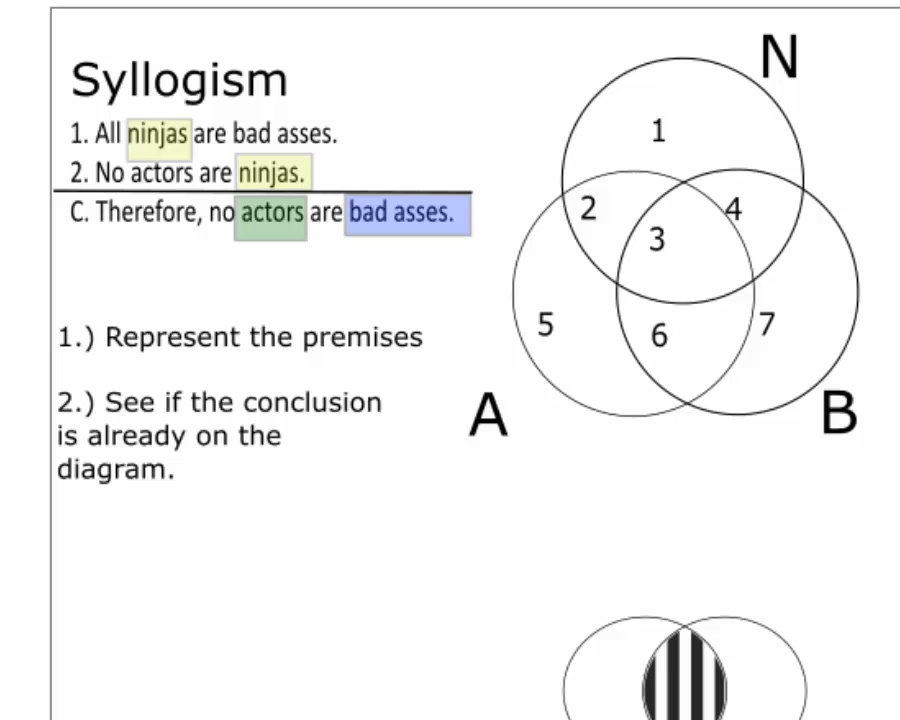 Syllogism
1. All ninjas are bad asses.
2. No actors are ninjas.
C. Therefore, no actors are bad asses.
1.) Represent the premises
2.) See if the conclusion
is already on the
diagram.
N
1
2
4
3
5
6
7
A
B